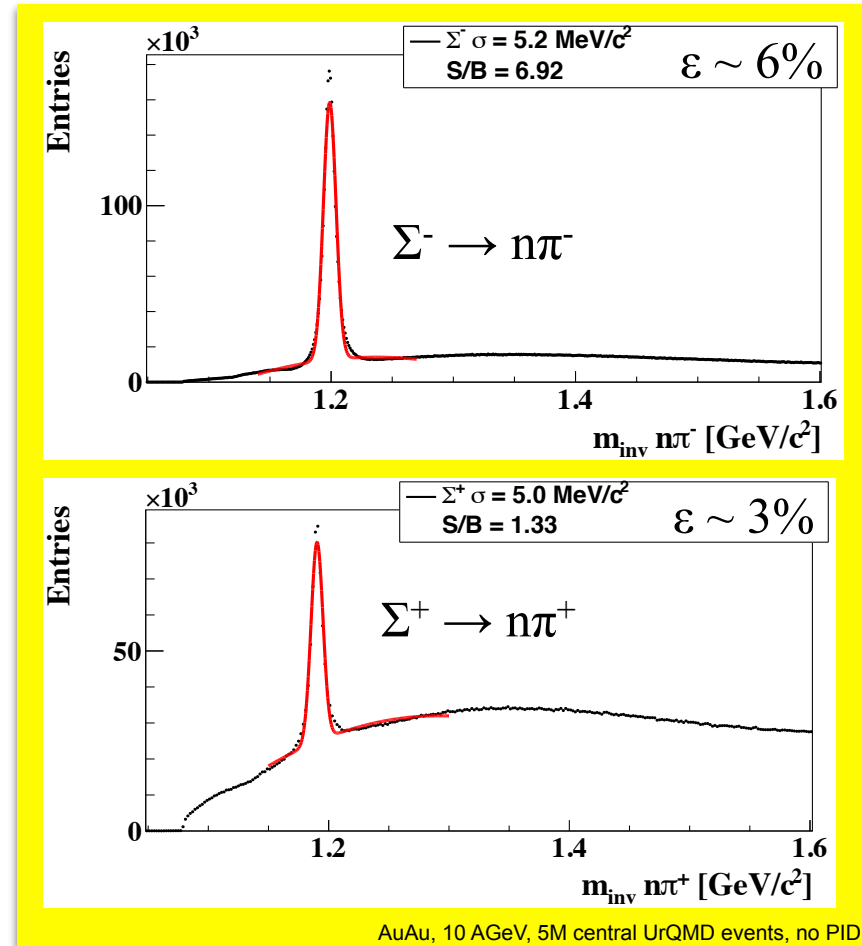 ×10³
Entries
Σ⁻ σ = 5.2 MeV/c²
S/B = 6.92
ε ~ 6%
100
Σ⁻ → nπ⁻
0
1.2 1.4 1.6
m_inv nπ⁻ [GeV/c²]
×10³
Entries
Σ⁺ σ = 5.0 MeV/c²
S/B = 1.33
ε ~ 3%
Σ⁺ → nπ⁺
50
0
1.2 1.4 1.6
m_inv nπ⁺ [GeV/c²]
AuAu, 10 AGeV, 5M central UrQMD events, no PID